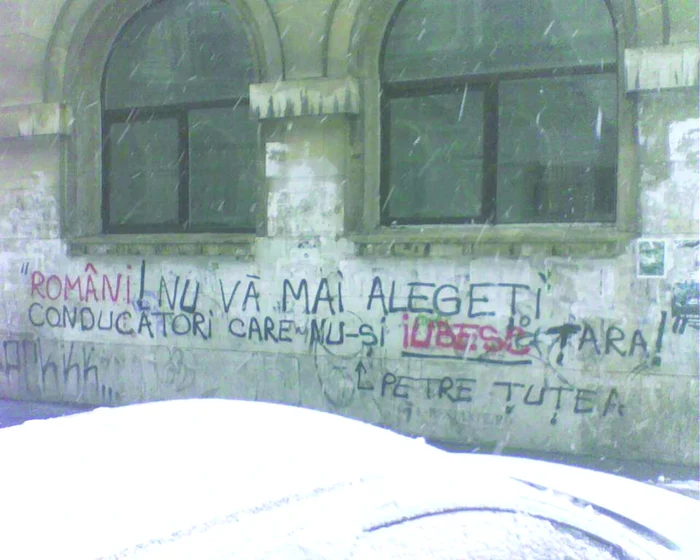 "ROMÂNI! NU VĂ MAI ALEGEȚI
CONDUCĂTORI CARE NU-ȘI IUBESC ȚARA!"
PETRE ȚUȚEA